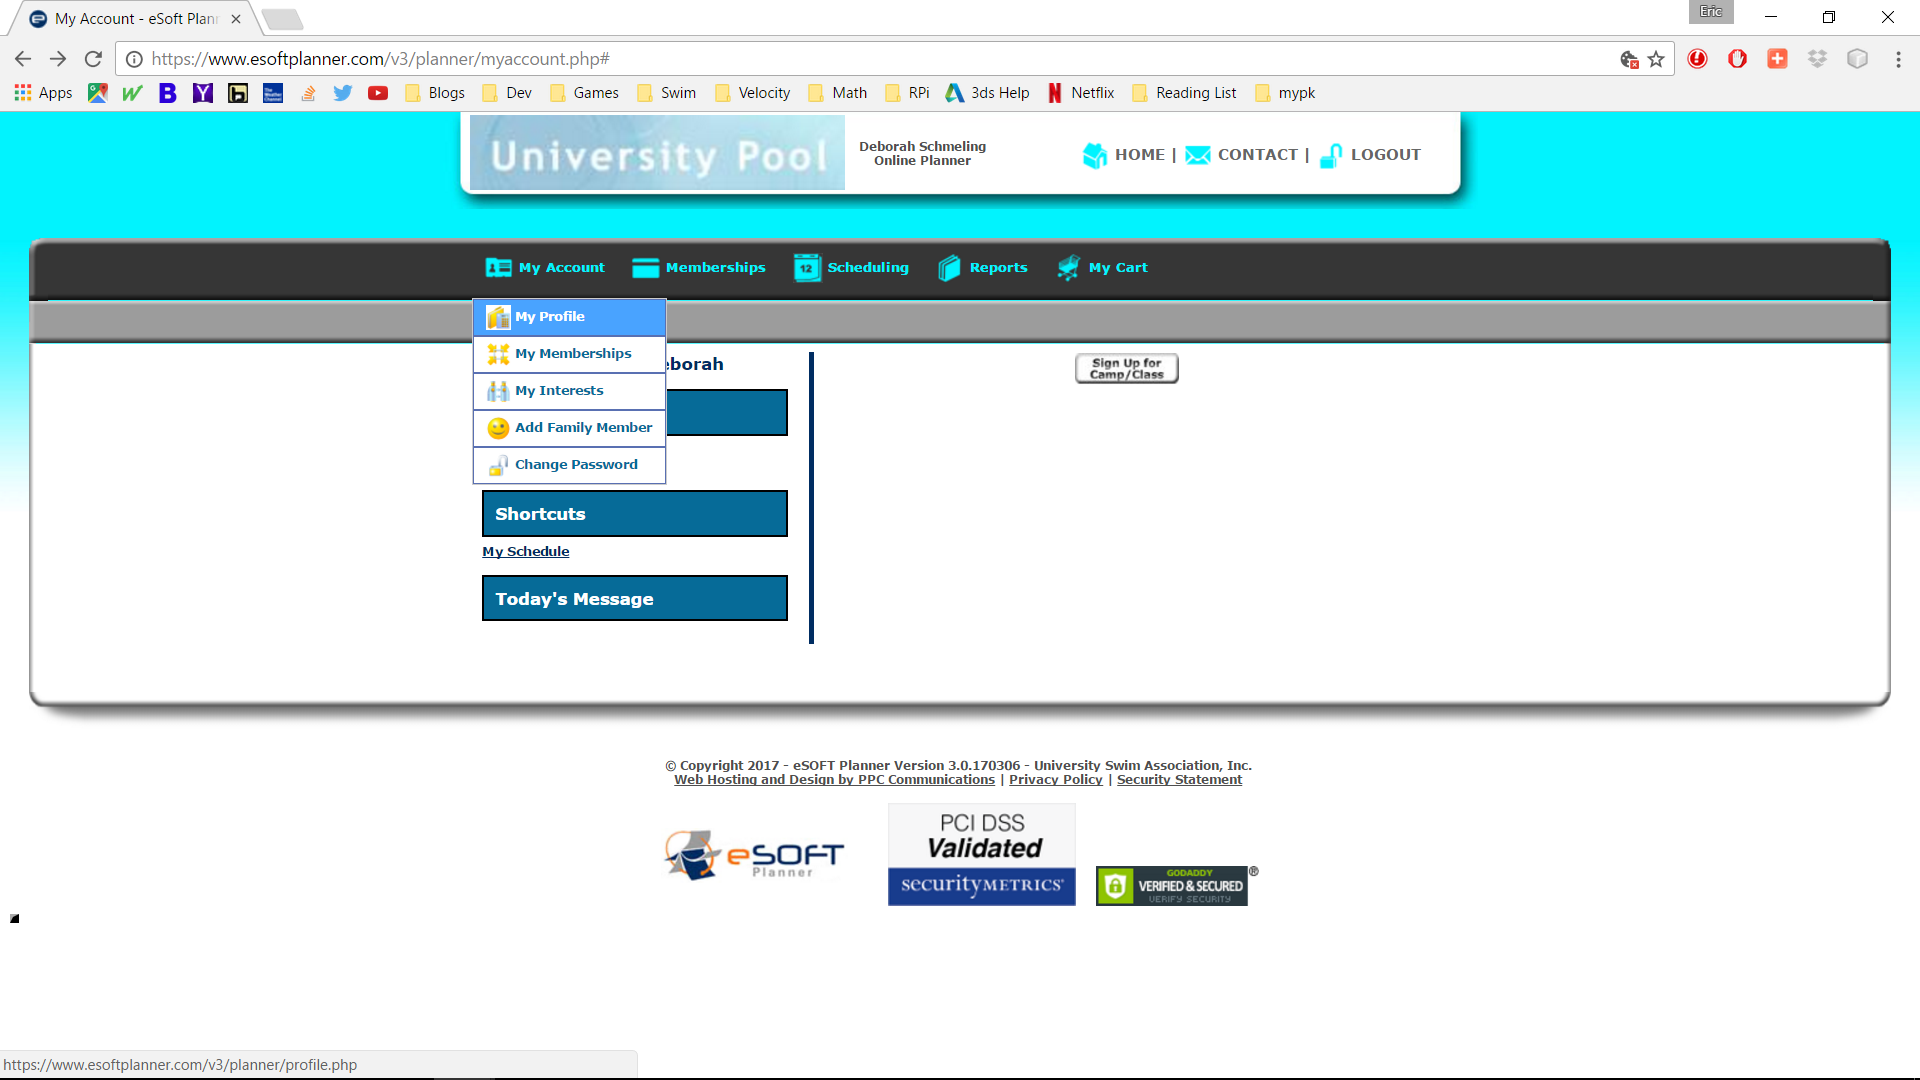 My Account - eSoft Plann
Eric
https://www.esoftplanner.com/v3/planner/myaccount.php#
Apps
Blogs
Dev
Games
Swim
Velocity
Math
RPi
3ds Help
Netflix
Reading List
mypk
University Pool
Deborah Schmeling
Online Planner
HOME |
CONTACT |
LOGOUT
My Account
Memberships
12
Scheduling
Reports
My Cart
My Profile
My Memberships
My Interests
Add Family Member
Change Password
eborah
Sign Up for
Camp/Class
Shortcuts
My Schedule
Today's Message
© Copyright 2017 - eSOFT Planner Version 3.0.170306 - University Swim Association, Inc.
Web Hosting and Design by PPC Communications | Privacy Policy | Security Statement
eSOFT
Planner
PCI DSS
Validated
securityMETRICS®
GODADDY
VERIFIED & SECURED
VERIFY SECURITY
®
https://www.esoftplanner.com/v3/planner/profile.php